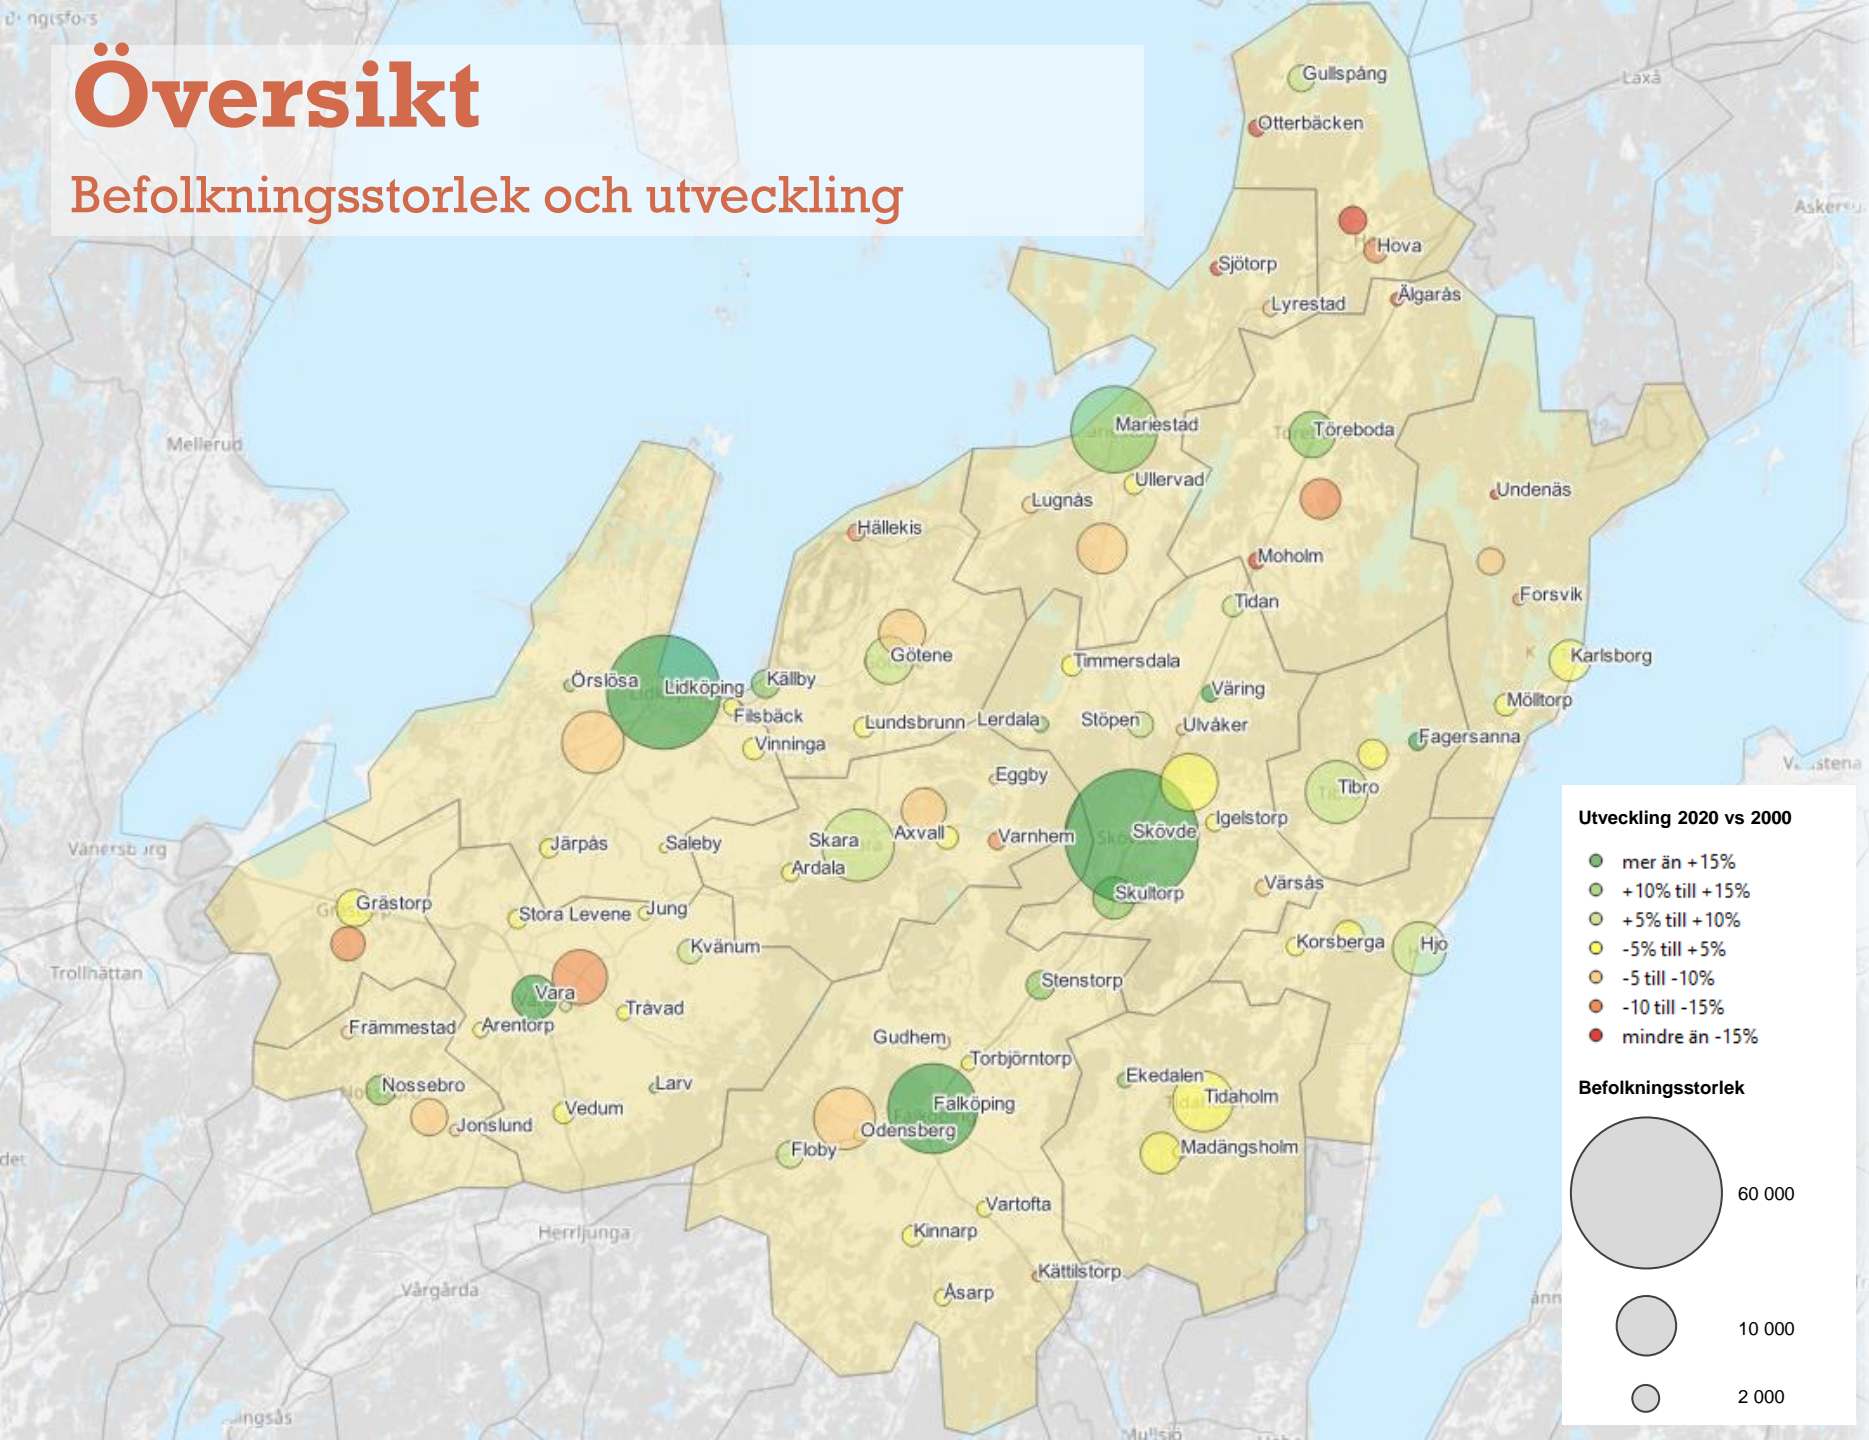 Översikt
Befolkningsstorlek och utveckling
Gullspång
Laxå
Otterbäcken
Hova
Sjötorp
Älgarås
Lyrestad
Mariestad
Töreboda
Mellerud
Ullervad
Undenäs
Lugnås
Hällekis
Moholm
Forsvik
Tidan
Götene
Timmersdala
Karlsborg
Örslösa
Lidköping
Källby
Väring
Mölltorp
Filsbäck
Lundsbrunn
Lerdala
Stöpen
Ulvåker
Fagersanna
Vinninga
Eggby
Tibro
Järpås
Saleby
Skara
Axvall
Varnhem
Skövde
Igelstorp
Ardala
Värsås
Skultorp
Grästorp
Stora Levene
Jung
Kvänum
Korsberga
Hjo
Trollhättan
Stenstorp
Vara
Tråvad
Främmestad
Arentorp
Gudhem
Torbjörntorp
Nossebro
Larv
Ekedalen
Tidaholm
Falköping
Vedum
Jonslund
Odensberg
Floby
Madängsholm
Vartofta
Herrljunga
Kinnarp
Kättilstorp
Vårgårda
Åsarp
Mullsjö
Utveckling 2020 vs 2000
mer än +15%
+10% till +15%
+5% till +10%
-5% till +5%
-5 till -10%
-10 till -15%
mindre än -15%
Befolkningsstorlek
60 000
10 000
2 000